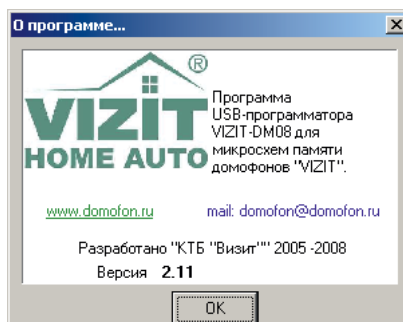 О программе...
VIZIT®
HOME AUTO
Программа
USB-программатора
VIZIT-DM08 для
микросхем памяти
домофонов "VIZIT".
www.domofon.ru mail: domofon@domofon.ru
Разработано "КТБ "Визит"" 2005 -2008
Версия 2.11
OK